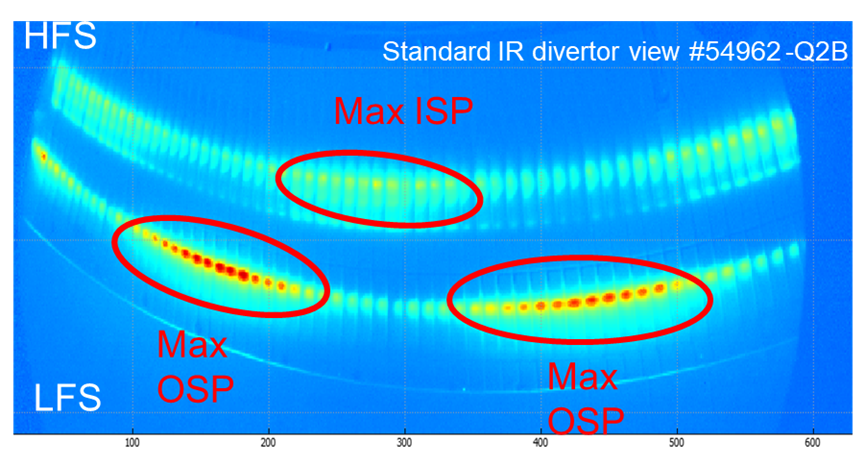 HFS
Standard IR divertor view #54962-Q2B
Max ISP
Max
OSP
Max
OSP
LFS
100 200 300 400 500 600